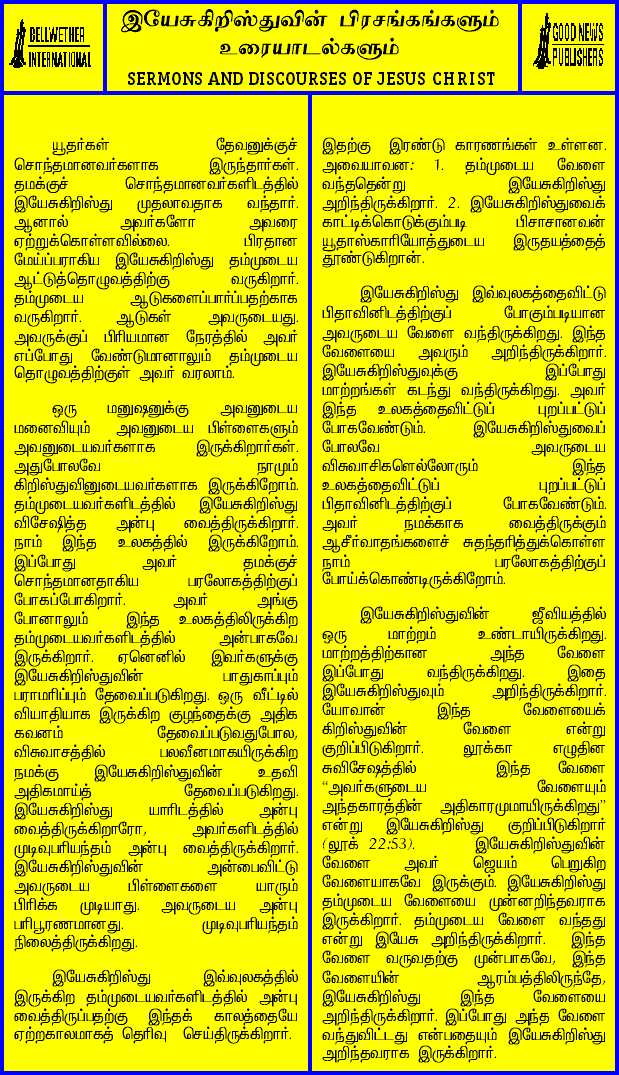 BELLWETHER
INTERNATIONAL
இயேசுகிறிஸ்துவின் பிரசங்கங்களும்
உரையாடல்களும்
SERMONS AND DISCOURSES OF JESUS CHRIST
GOOD NEWS
PUBLISHERS
யூதர்கள் தேவனுக்குச்
சொந்தமானவர்களாக இருந்தார்கள்.
தமக்குச் சொந்தமானவர்களிடத்தில்
இயேசுகிறிஸ்து முதலாவதாக வந்தார்.
ஆனால் அவர்களோ அவரை
ஏற்றுக்கொள்ளவில்லை. பிரதான
மேய்ப்பராகிய இயேசுகிறிஸ்து தம்முடைய
ஆட்டுத்தொழுவத்திற்கு வருகிறார்.
தம்முடைய ஆடுகளைப்பார்ப்பதற்காக
வருகிறார். ஆடுகள் அவருடையது.
அவருக்குப் பிரியமான நேரத்தில் அவர்
எப்போது வேண்டுமானாலும் தம்முடைய
தொழுவத்திற்குள் அவர் வரலாம்.
ஒரு மனுஷனுக்கு அவனுடைய
மனைவியும் அவனுடைய பிள்ளைகளும்
அவனுடையவர்களாக இருக்கிறார்கள்.
அதுபோலவே நாமும்
கிறிஸ்துவினுடையவர்களாக இருக்கிறோம்.
தம்முடையவர்களிடத்தில் இயேசுகிறிஸ்து
விசேஷித்த அன்பு வைத்திருக்கிறார்.
நாம் இந்த உலகத்தில் இருக்கிறோம்.
இப்போது அவர் தமக்குச்
சொந்தமானதாகிய பரலோகத்திற்குப்
போகப்போகிறார். அவர் அங்கு
போனாலும் இந்த உலகத்திலிருக்கிற
தம்முடையவர்களிடத்தில் அன்பாகவே
இருக்கிறார். ஏனெனில் இவர்களுக்கு
இயேசுகிறிஸ்துவின் பாதுகாப்பும்
பராமரிப்பும் தேவைப்படுகிறது. ஒரு வீட்டில்
வியாதியாக இருக்கிற குழந்தைக்கு அதிக
கவனம் தேவைப்படுவதுபோல,
விசுவாசத்தில் பலவீனமாகயிருக்கிற
நமக்கு இயேசுகிறிஸ்துவின் உதவி
அதிகமாய்த் தேவைப்படுகிறது.
இயேசுகிறிஸ்து யாரிடத்தில் அன்பு
வைத்திருக்கிறாரோ, அவர்களிடத்தில்
முடிவுபரியந்தம் அன்பு வைத்திருக்கிறார்.
இயேசுகிறிஸ்துவின் அன்பைவிட்டு
அவருடைய பிள்ளைகளை யாரும்
பிரிக்க முடியாது. அவருடைய அன்பு
பரிபூரணமானது. முடிவுபரியந்தம்
நிலைத்திருக்கிறது.
இயேசுகிறிஸ்து இவ்வுலகத்தில்
இருக்கிற தம்முடையவர்களிடத்தில் அன்பு
வைத்திருப்பதற்கு இந்தக் காலத்தையே
ஏற்றகாலமாகத் தெரிவு செய்திருக்கிறார்.
இதற்கு இரண்டு காரணங்கள் உள்ளன.
அவையாவன: 1. தம்முடைய வேளை
வந்ததென்று இயேசுகிறிஸ்து
அறிந்திருக்கிறார். 2. இயேசுகிறிஸ்துவைக்
காட்டிக்கொடுக்கும்படி பிசாசானவன்
யூதாஸ்காரியோத்துடைய இருதயத்தைத்
தூண்டுகிறான்.
இயேசுகிறிஸ்து இவ்வுலகத்தைவிட்டு
பிதாவினிடத்திற்குப் போகும்படியான
அவருடைய வேளை வந்திருக்கிறது. இந்த
வேளையை அவரும் அறிந்திருக்கிறார்.
இயேசுகிறிஸ்துவுக்கு இப்போது
மாற்றங்கள் கடந்து வந்திருக்கிறது. அவர்
இந்த உலகத்தைவிட்டுப் புறப்பட்டுப்
போகவேண்டும். இயேசுகிறிஸ்துவைப்
போலவே அவருடைய
விசுவாசிகளெல்லோரும் இந்த
உலகத்தைவிட்டுப் புறப்பட்டுப்
பிதாவினிடத்திற்குப் போகவேண்டும்.
அவர் நமக்காக வைத்திருக்கும்
ஆசீர்வாதங்களைச் சுதந்தரித்துக்கொள்ள
நாம் பரலோகத்திற்குப்
போய்க்கொண்டிருக்கிறோம்.
இயேசுகிறிஸ்துவின் ஜீவியத்தில்
ஒரு மாற்றம் உண்டாயிருக்கிறது.
மாற்றத்திற்கான அந்த வேளை
இப்போது வந்திருக்கிறது. இதை
இயேசுகிறிஸ்துவும் அறிந்திருக்கிறார்.
யோவான் இந்த வேளையைக்
கிறிஸ்துவின் வேளை என்று
குறிப்பிடுகிறார். லூக்கா எழுதின
சுவிசேஷத்தில் இந்த வேளை
“அவர்களுடைய வேளையும்
அந்தகாரத்தின் அதிகாரமுமாயிருக்கிறது”
என்று இயேசுகிறிஸ்து குறிப்பிடுகிறார்
(லூக் 22:53). இயேசுகிறிஸ்துவின்
வேளை அவர் ஜெயம் பெறுகிற
வேளையாகவே இருக்கும். இயேசுகிறிஸ்து
தம்முடைய வேளையை முன்னறிந்தவராக
இருக்கிறார். தம்முடைய வேளை வந்தது
என்று இயேசு அறிந்திருக்கிறார். இந்த
வேளை வருவதற்கு முன்பாகவே, இந்த
வேளையின் ஆரம்பத்திலிருந்தே,
இயேசுகிறிஸ்து இந்த வேளையை
அறிந்திருக்கிறார். இப்போது அந்த வேளை
வந்துவிட்டது என்பதையும் இயேசுகிறிஸ்து
அறிந்தவராக இருக்கிறார்.